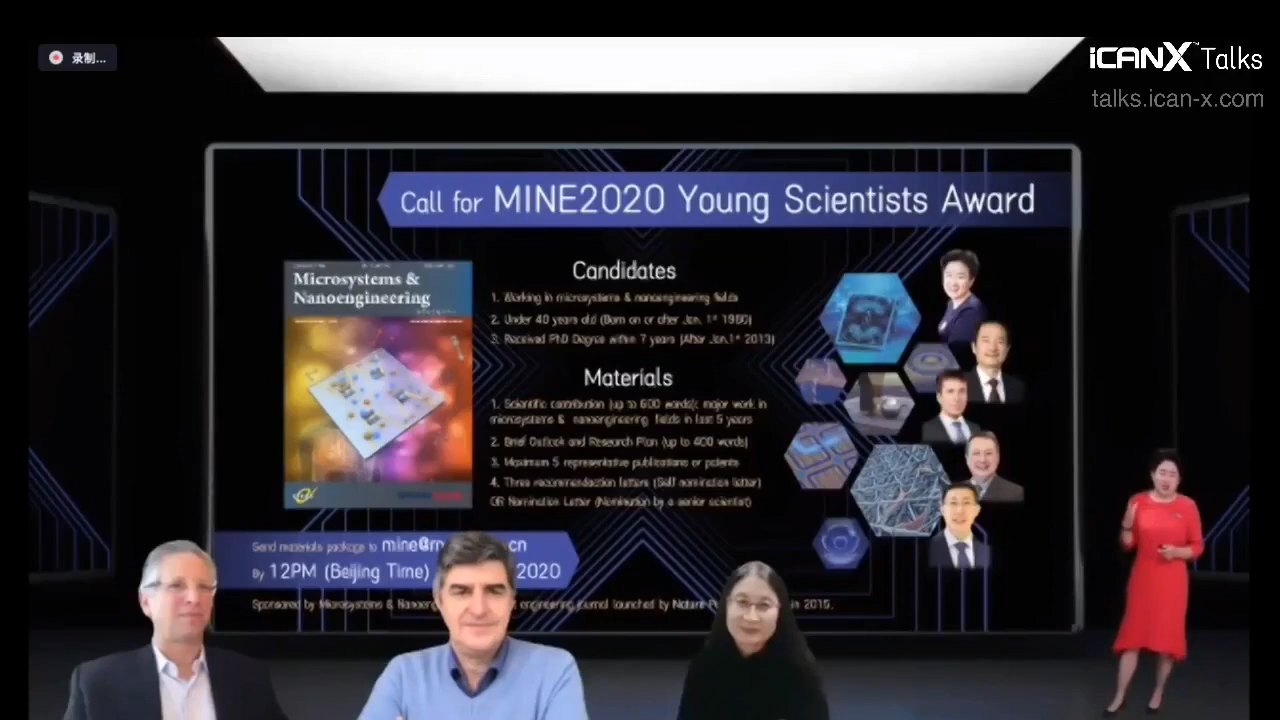 录制...
iCANX™ Talks
talks.ican-x.com
Call for MINE2020 Young Scientists Award
Microsystems &
Nanoengineering
Candidates
1. Working in microsystems & nanoengineering fields
2. Under 40 years old (Born on or after Jan. 1st 1980)
3. Received PhD Degree within 7 years (After Jan.1st 2013)
Materials
1. Scientific contribution (up to 600 words): major work in
microsystems & nanoengineering fields in last 5 years
2. Brief Outlook and Research Plan (up to 400 words)
3. Maximum 5 representative publications or patents
4. Three recommendation letters (Self nomination letter)
OR Nomination Letter (Nomination by a senior scientist)
Send materials package to mine@ cn
By 12PM (Beijing Time) 2020
Sponsored by Microsystems & engineering journal launched by Nature in 2015.